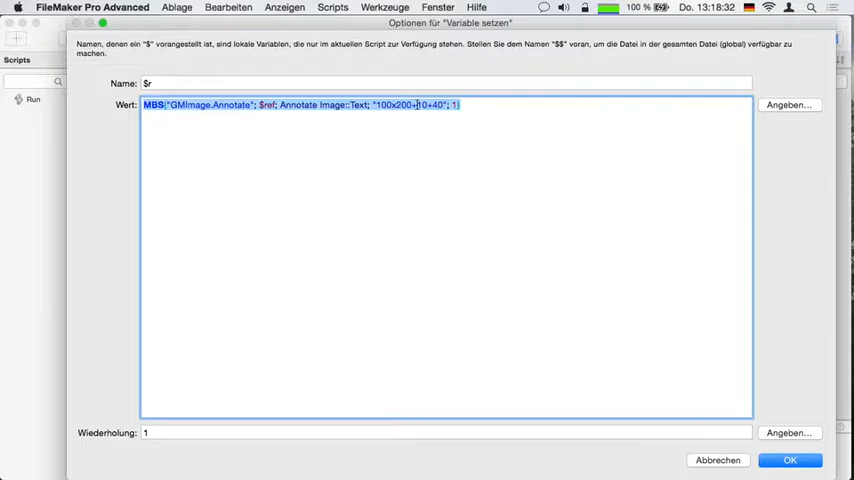 FileMaker Pro Advanced Ablage Bearbeiten Anzeigen Scripts Werkzeuge Fenster Hilfe 100 % Do. 13:18:32
Optionen für "Variable setzen"
Namen, denen ein "$" vorangestellt ist, sind lokale Variablen, die nur im aktuellen Script zur Verfügung stehen. Stellen Sie dem Namen "$$" voran, um die Datei in der gesamten Datei (global) verfügbar zu
machen.
Scripts
Name: $r
Run
Wert: MBS("GMImage.Annotate"; $ref; Annotate Image::Text; "100x200+10+40"; 1) Angeben...
Wiederholung: 1 Angeben...
Abbrechen OK